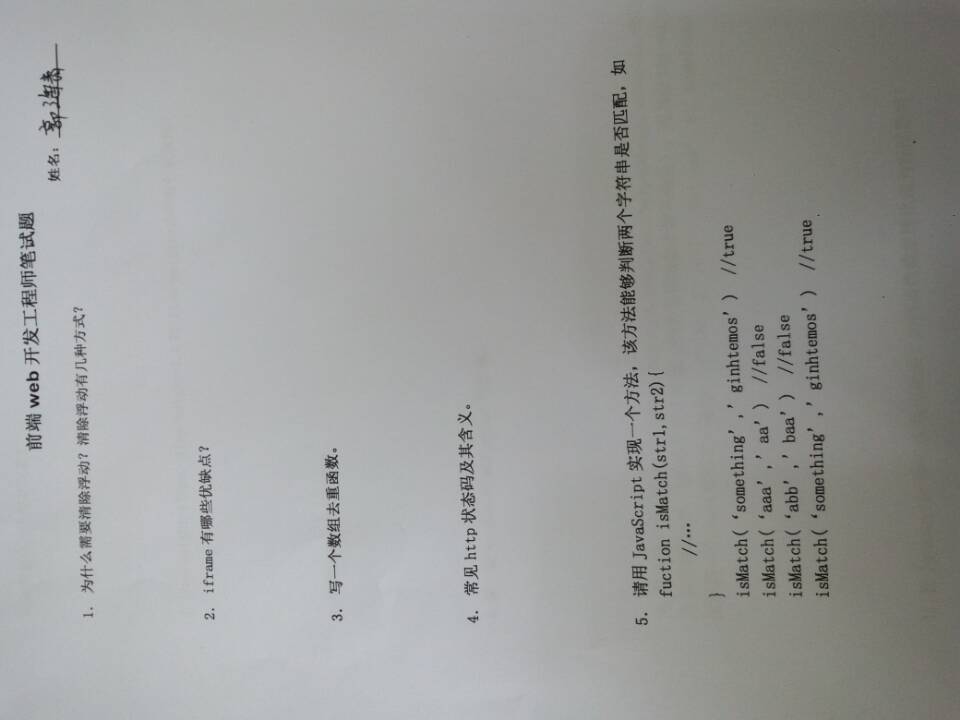 前端 web 开发工程师笔试题
姓名：
1. 为什么需要清除浮动？清除浮动有几种方式？
2. iframe 有哪些优缺点？
3. 写一个数组去重函数。
4. 常见 http 状态码及其含义。
5. 请用 JavaScript 实现一个方法，该方法能够判断两个字符串是否匹配，如
fuction isMatch(str1,str2){
//…
}
isMatch(‘something’,’ginhtemos’) //true
isMatch(‘aaa’,’aa’) //false
isMatch(‘abb’,’baa’) //false
isMatch(‘something’,’ginhtemos’) //true